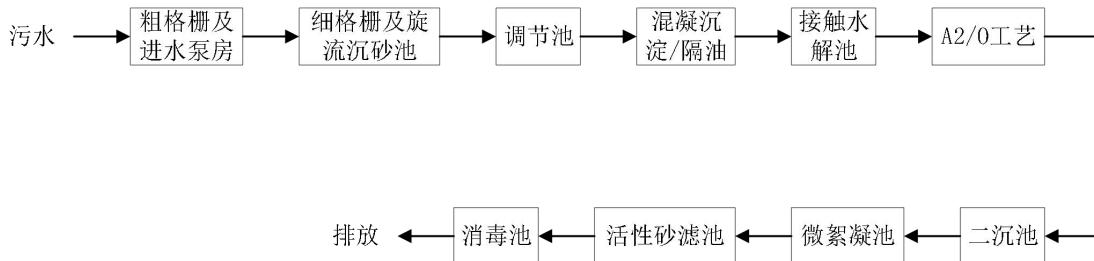 污水
粗格栅及
进水泵房
细格栅及旋
流沉砂池
调节池
混凝沉
淀/隔油
接触水
解池
A2/O工艺
排放
消毒池
活性砂滤池
微絮凝池
二沉池